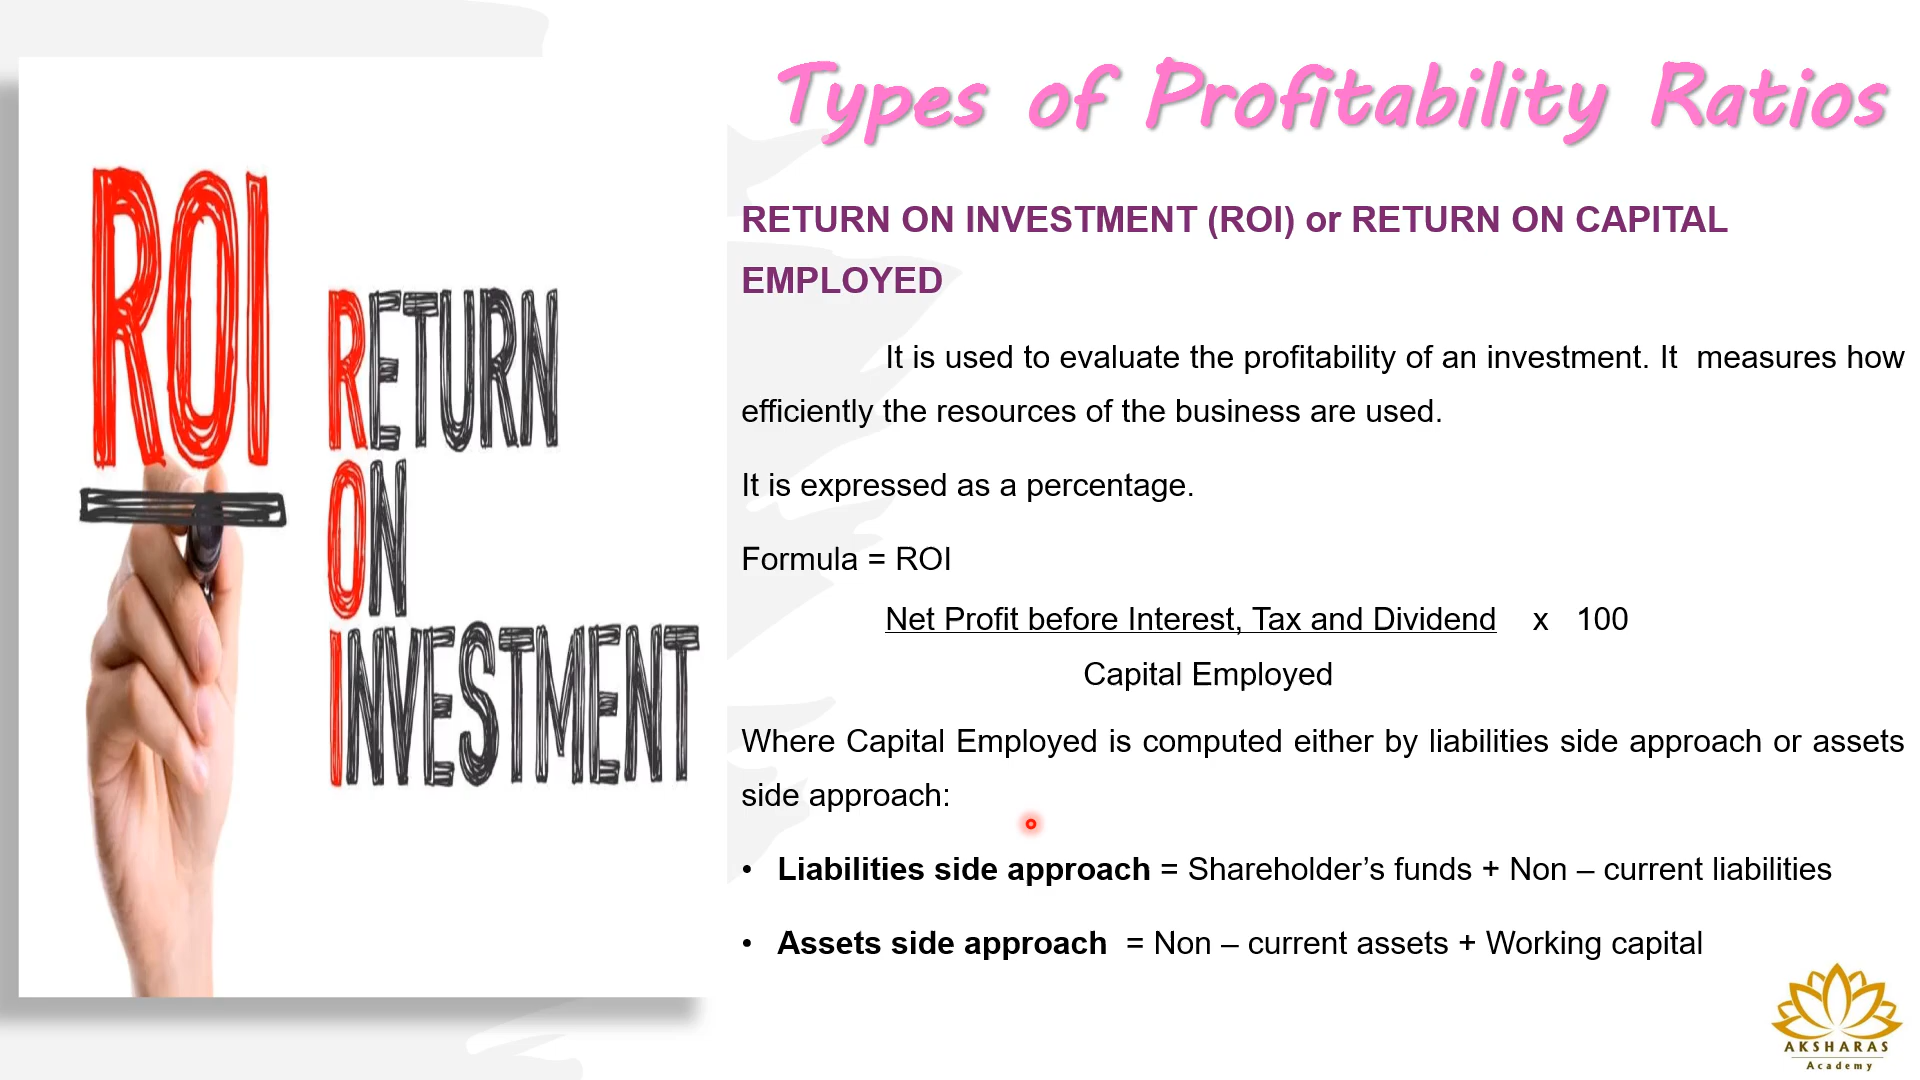 Types of Profitability Ratios
ROI
RETURN
ON
INVESTMENT
RETURN ON INVESTMENT (ROI) or RETURN ON CAPITAL
EMPLOYED
It is used to evaluate the profitability of an investment. It measures how
efficiently the resources of the business are used.
It is expressed as a percentage.
Formula = ROI
Net Profit before Interest, Tax and Dividend x 100
Capital Employed
Where Capital Employed is computed either by liabilities side approach or assets
side approach:
• Liabilities side approach = Shareholder’s funds + Non – current liabilities
• Assets side approach = Non – current assets + Working capital
AKSHARAS
Academy